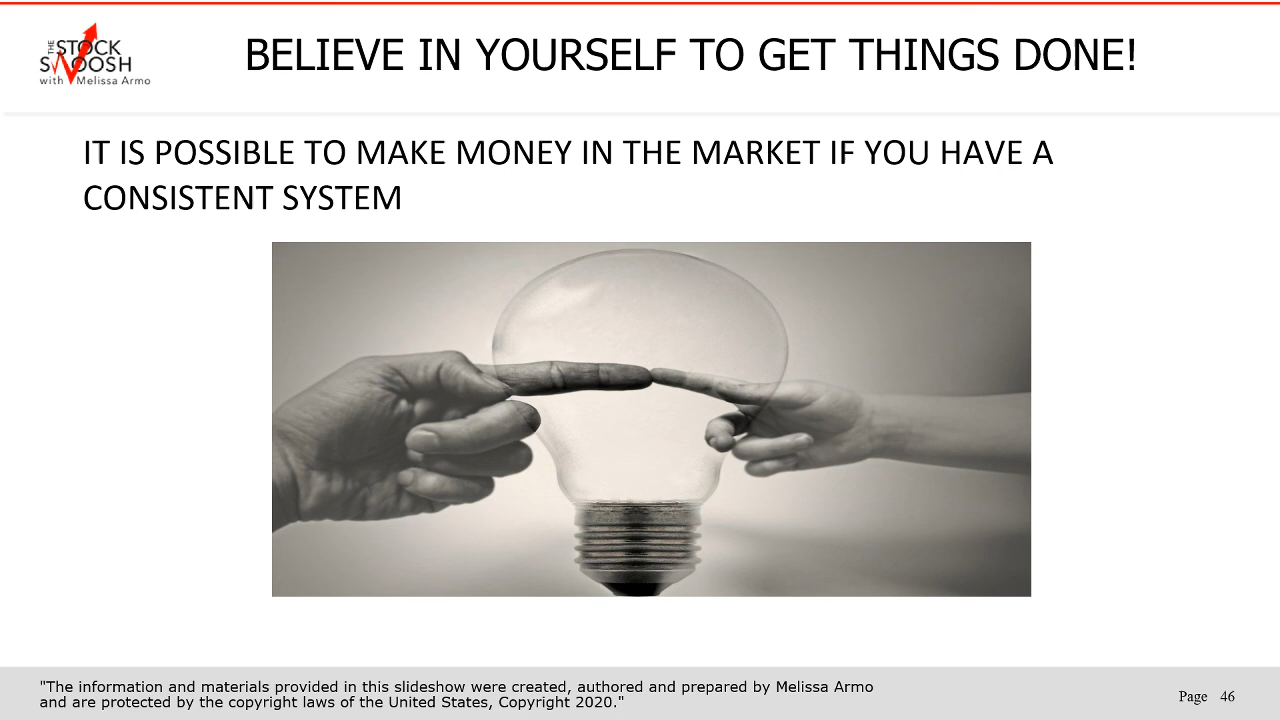 THE
STOCK
SWOOSH
with Melissa Armo
BELIEVE IN YOURSELF TO GET THINGS DONE!
IT IS POSSIBLE TO MAKE MONEY IN THE MARKET IF YOU HAVE A
CONSISTENT SYSTEM
"The information and materials provided in this slideshow were created, authored and prepared by Melissa Armo
and are protected by the copyright laws of the United States, Copyright 2020."
Page 46